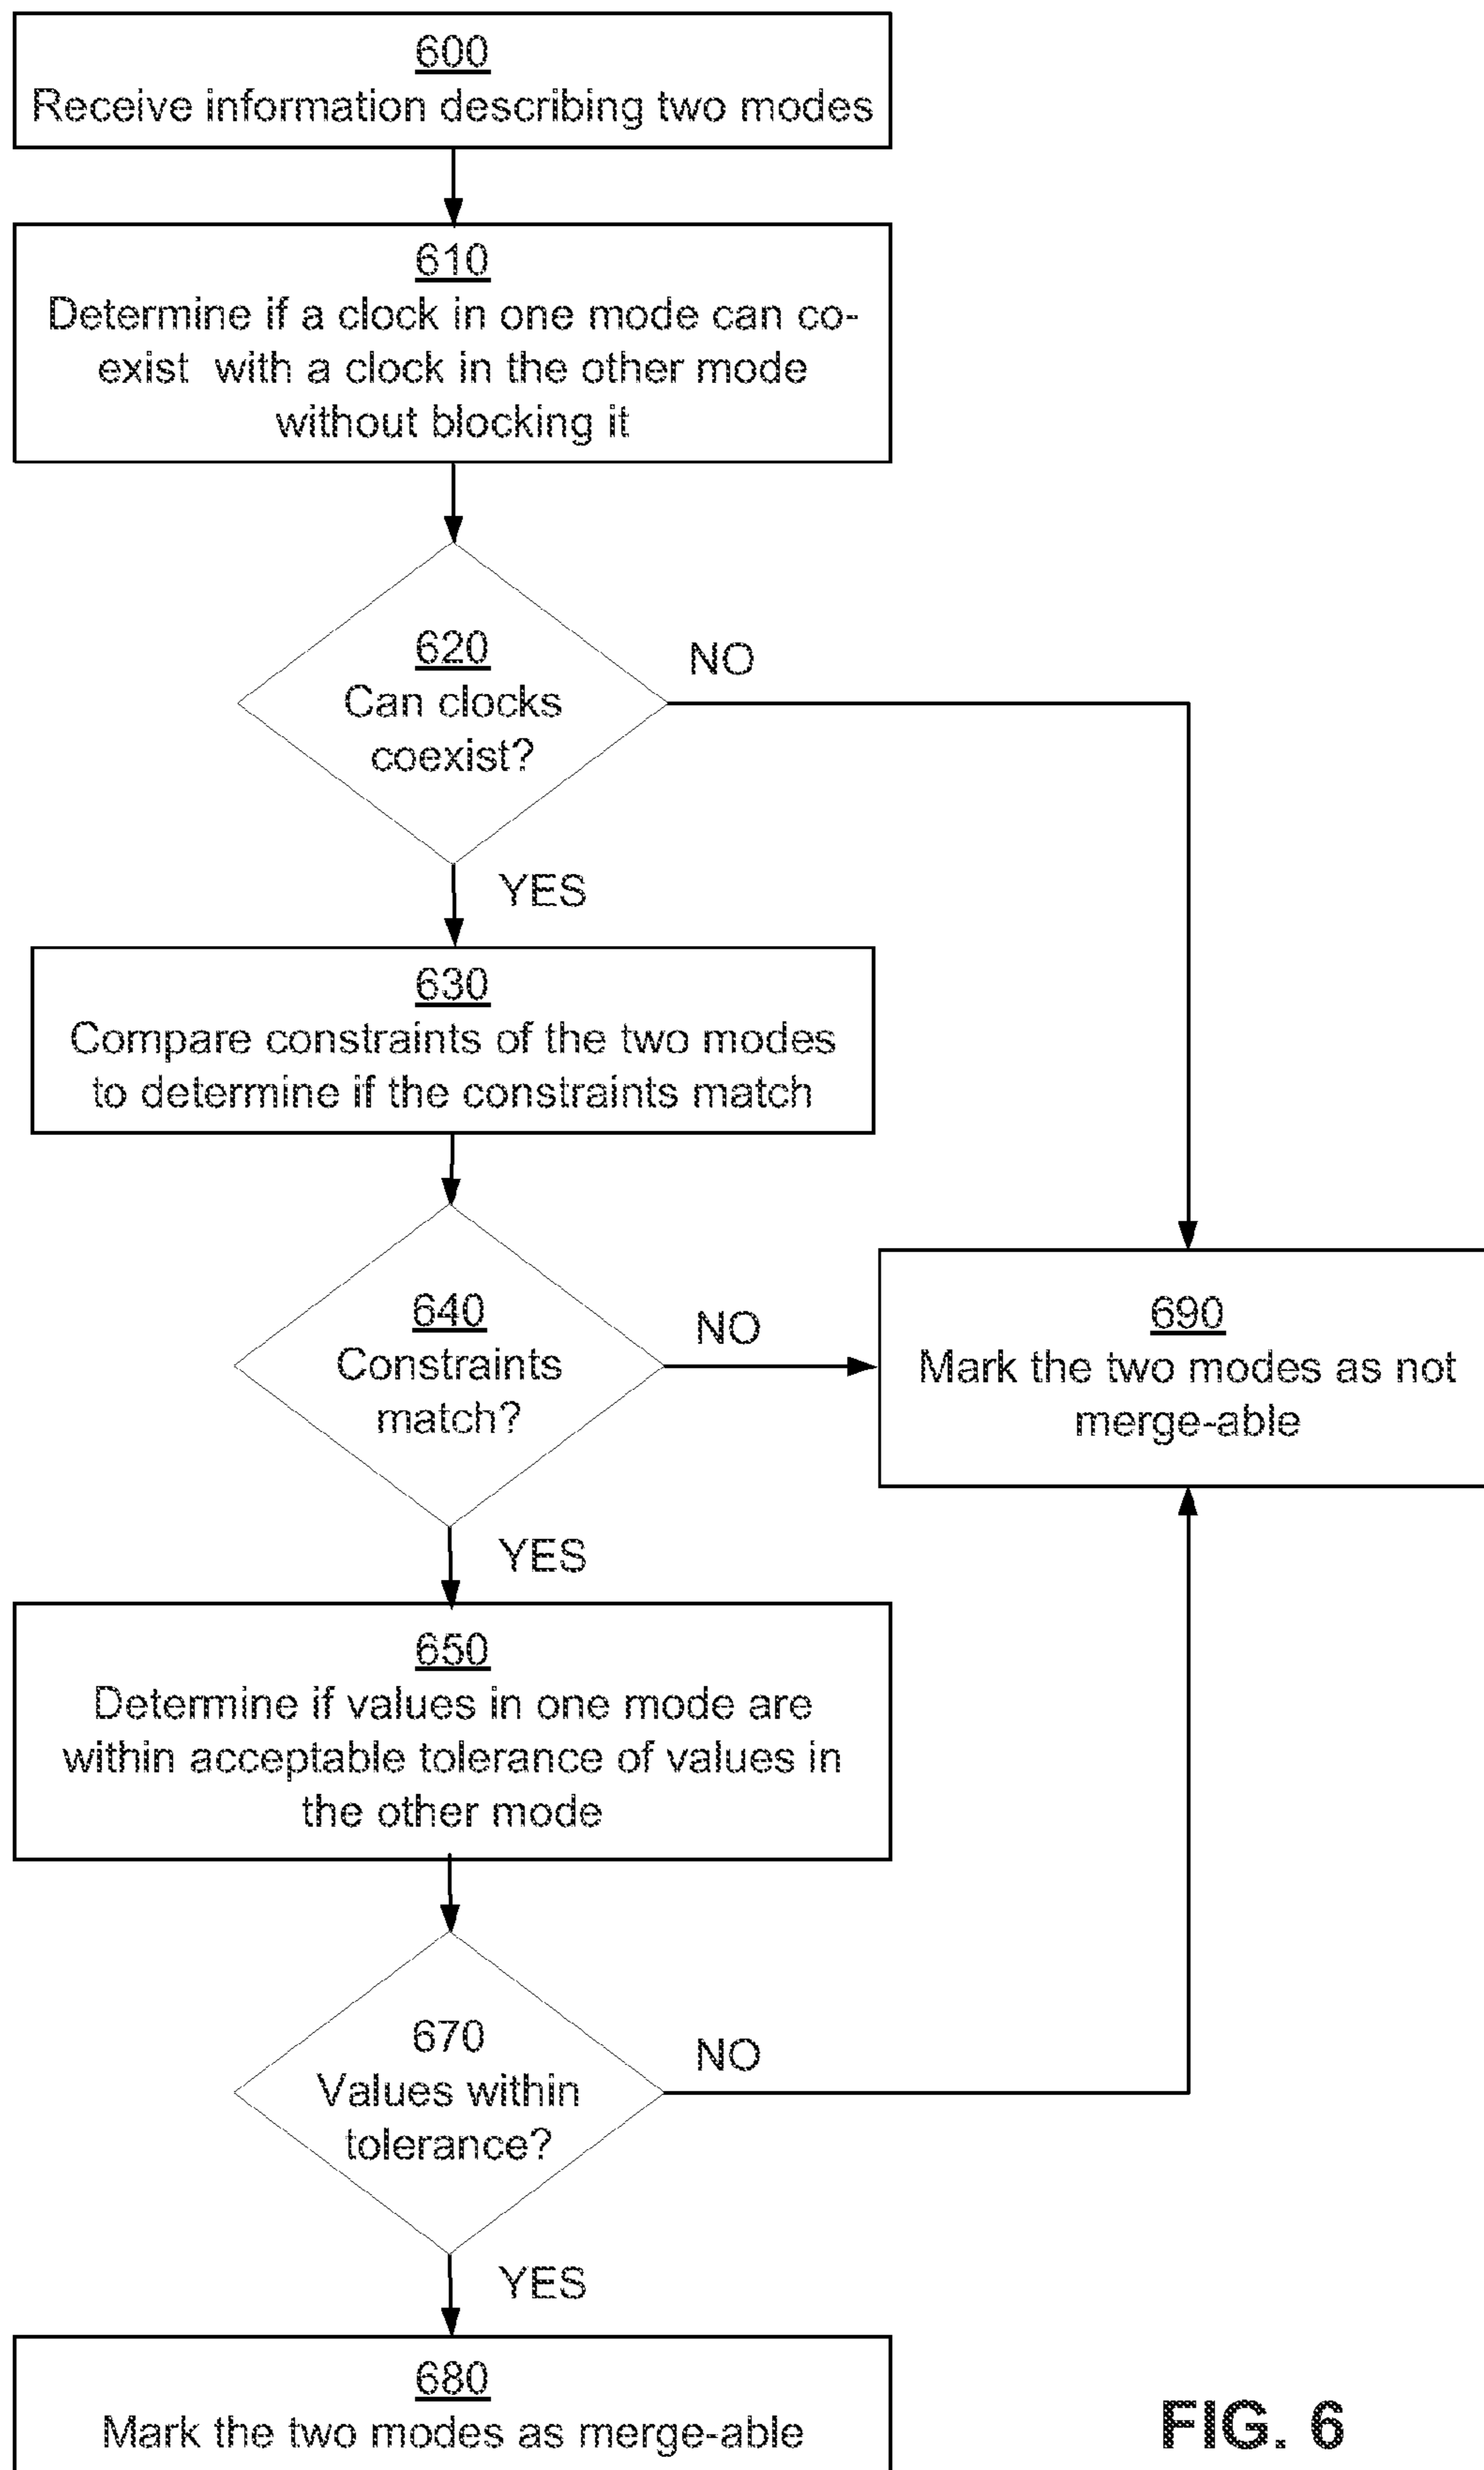 600
Receive information describing two modes
610
Determine if a clock in one mode can co-
exist with a clock in the other mode
without blocking it
620
Can clocks
coexist?
NO
YES
630
Compare constraints of the two modes
to determine if the constraints match
640
Constraints
match?
NO
690
Mark the two modes as not
merge-able
YES
650
Determine if values in one mode are
within acceptable tolerance of values in
the other mode
670
Values within
tolerance?
NO
YES
680
Mark the two modes as merge-able
FIG. 6